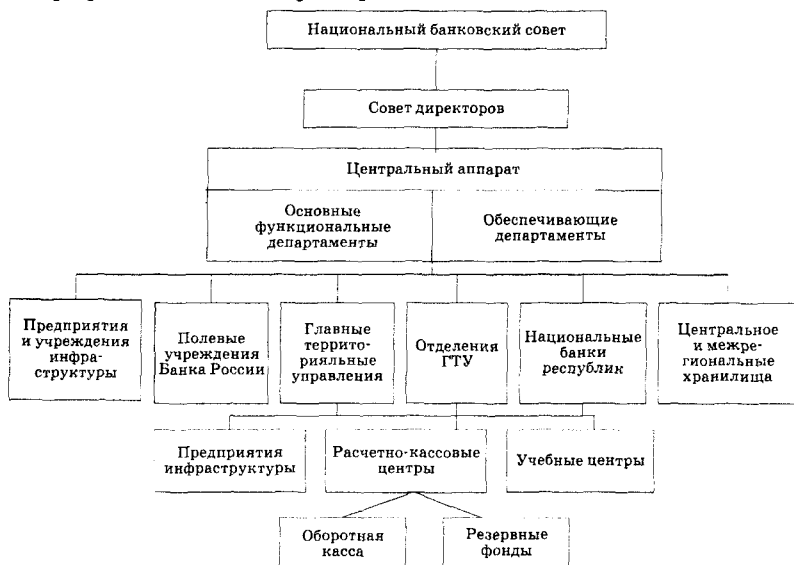 Национальный банковский совет
Совет директоров
Центральный аппарат
Основные
функциональные
департаменты
Обеспечивающие
департаменты
Предприятия
и учреждения
инфра-
структуры
Полевые
учреждения
Банка России
Главные
террито-
рияльные
управления
Отделения
ГТУ
Национальные
банки
республик
Центральное
и межре-
гиональные
хранилища
Предприятия
инфраструктуры
Расчетно-кассовые
центры
Учебные центры
Оборотная
касса
Резервные
фонды